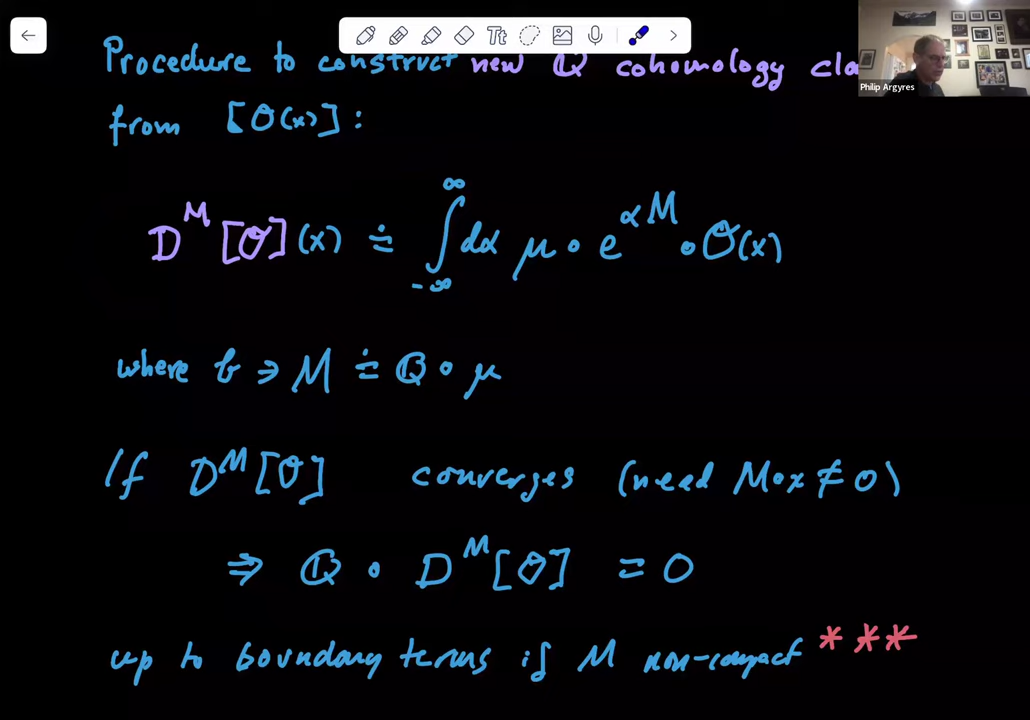 Procedure to construct new Q cohomology cla
Philip Argyres
from [O(x)] :
D^M [O] (x) ≐ ∫_{-∞}^{∞} dα μ ∘ e^{αM} ∘ O(x)
where b ∋ M ≐ Q ∘ μ
If D^M [O] converges (need M∘x ≠ 0)
⇒ Q ∘ D^M [O] = 0
up to boundary terms if M non-compact ***